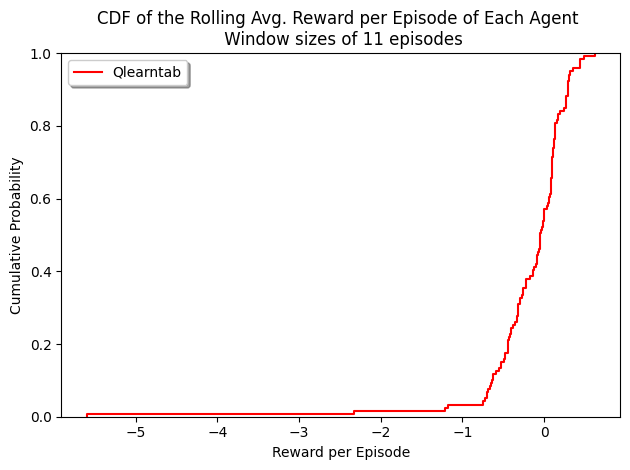 CDF of the Rolling Avg. Reward per Episode of Each Agent
Window sizes of 11 episodes
Qlearntab
Cumulative Probability
1.0
0.8
0.6
0.4
0.2
0.0
−5 −4 −3 −2 −1 0
Reward per Episode